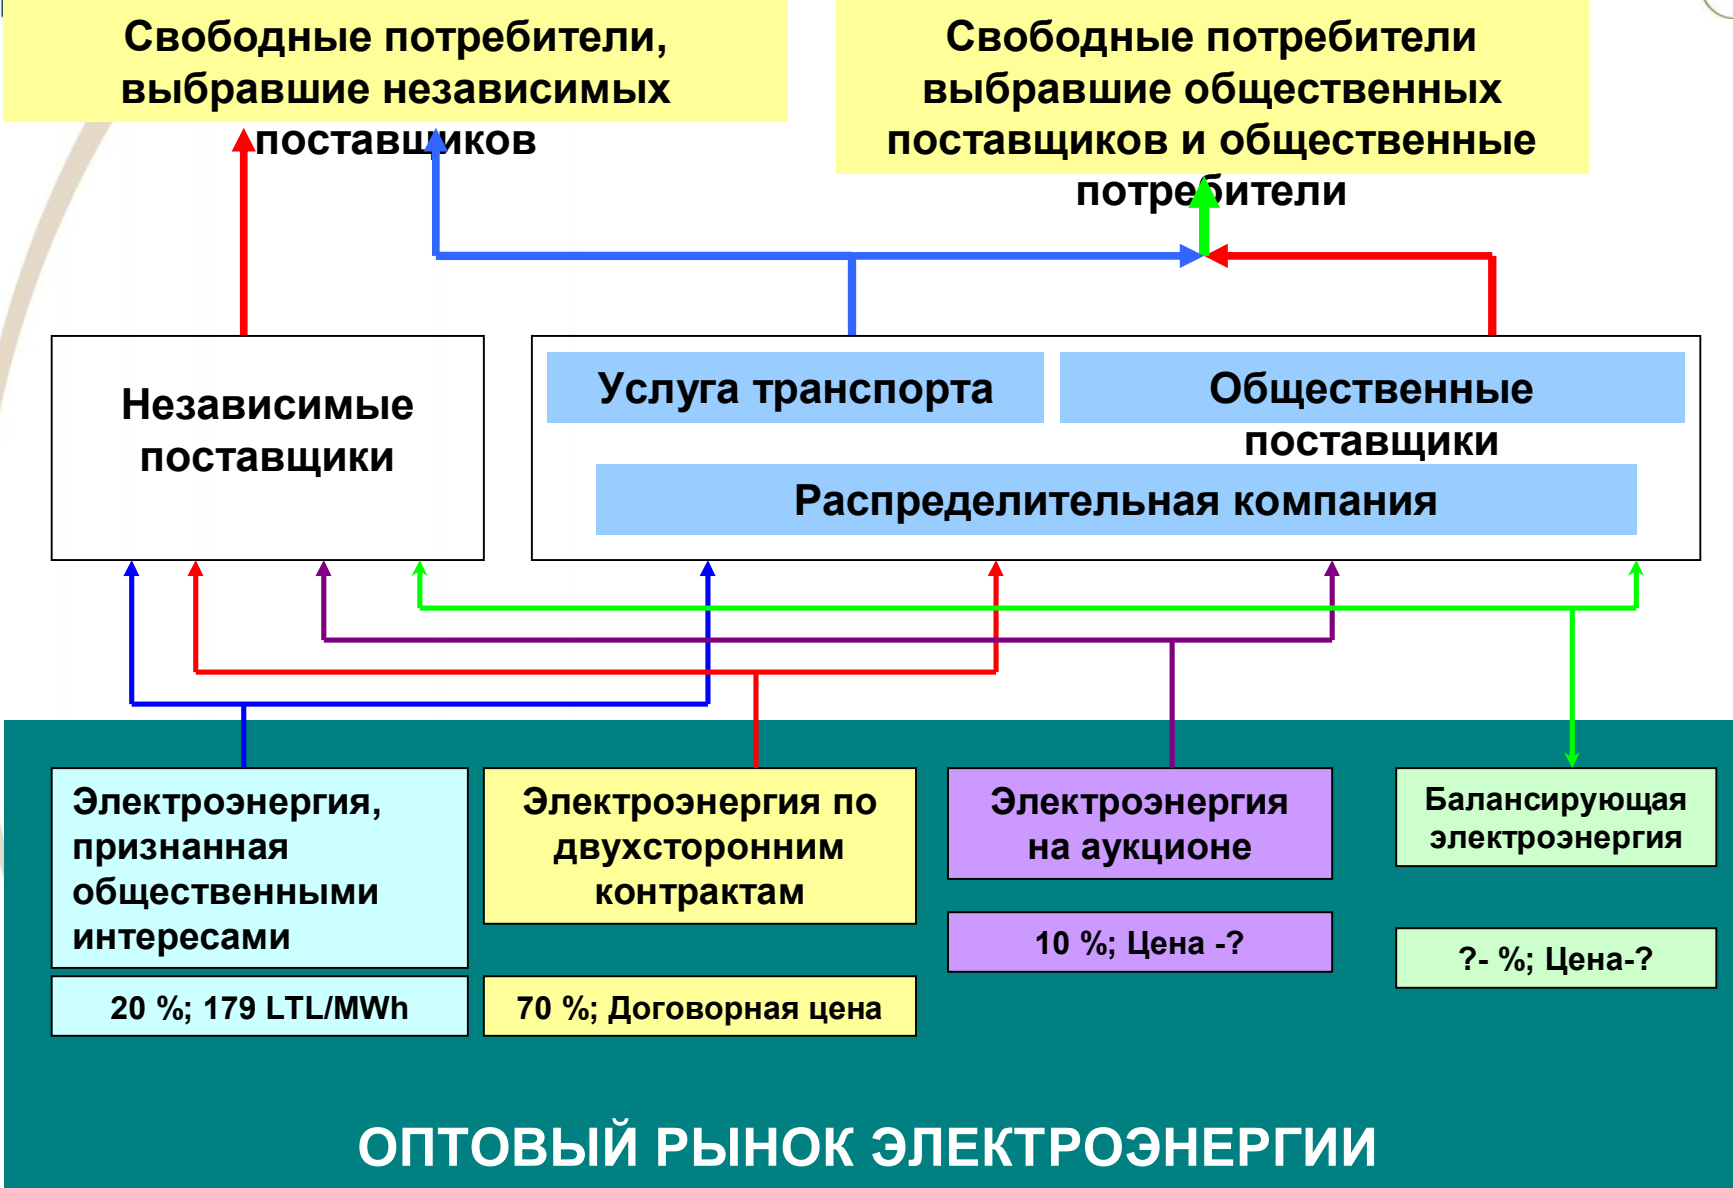 Свободные потребители,
выбравшие независимых
поставщиков
Свободные потребители
выбравшие общественных
поставщиков и общественные
потребители
Независимые
поставщики
Услуга транспорта
Общественные
поставщики
Распределительная компания
Электроэнергия,
признанная
общественными
интересами
20 %; 179 LTL/MWh
Электроэнергия по
двухсторонним
контрактам
70 %; Договорная цена
Электроэнергия
на аукционе
10 %; Цена -?
Балансирующая
электроэнергия
?- %; Цена-?
ОПТОВЫЙ РЫНОК ЭЛЕКТРОЭНЕРГИИ